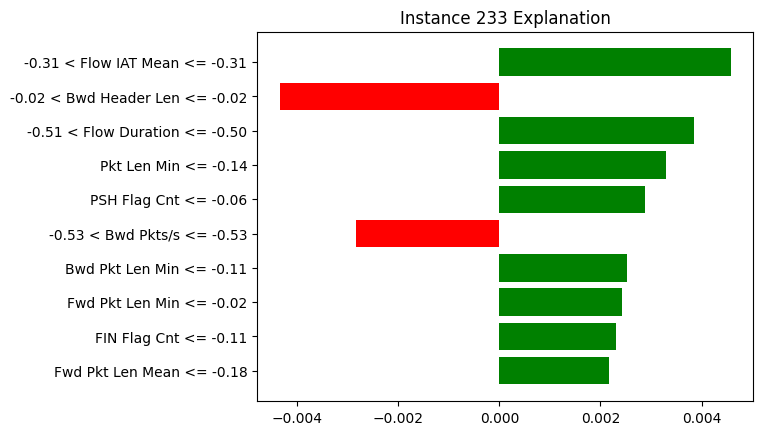 Instance 233 Explanation
-0.31 < Flow IAT Mean <= -0.31
-0.02 < Bwd Header Len <= -0.02
-0.51 < Flow Duration <= -0.50
Pkt Len Min <= -0.14
PSH Flag Cnt <= -0.06
-0.53 < Bwd Pkts/s <= -0.53
Bwd Pkt Len Min <= -0.11
Fwd Pkt Len Min <= -0.02
FIN Flag Cnt <= -0.11
Fwd Pkt Len Mean <= -0.18
−0.004 −0.002 0.000 0.002 0.004